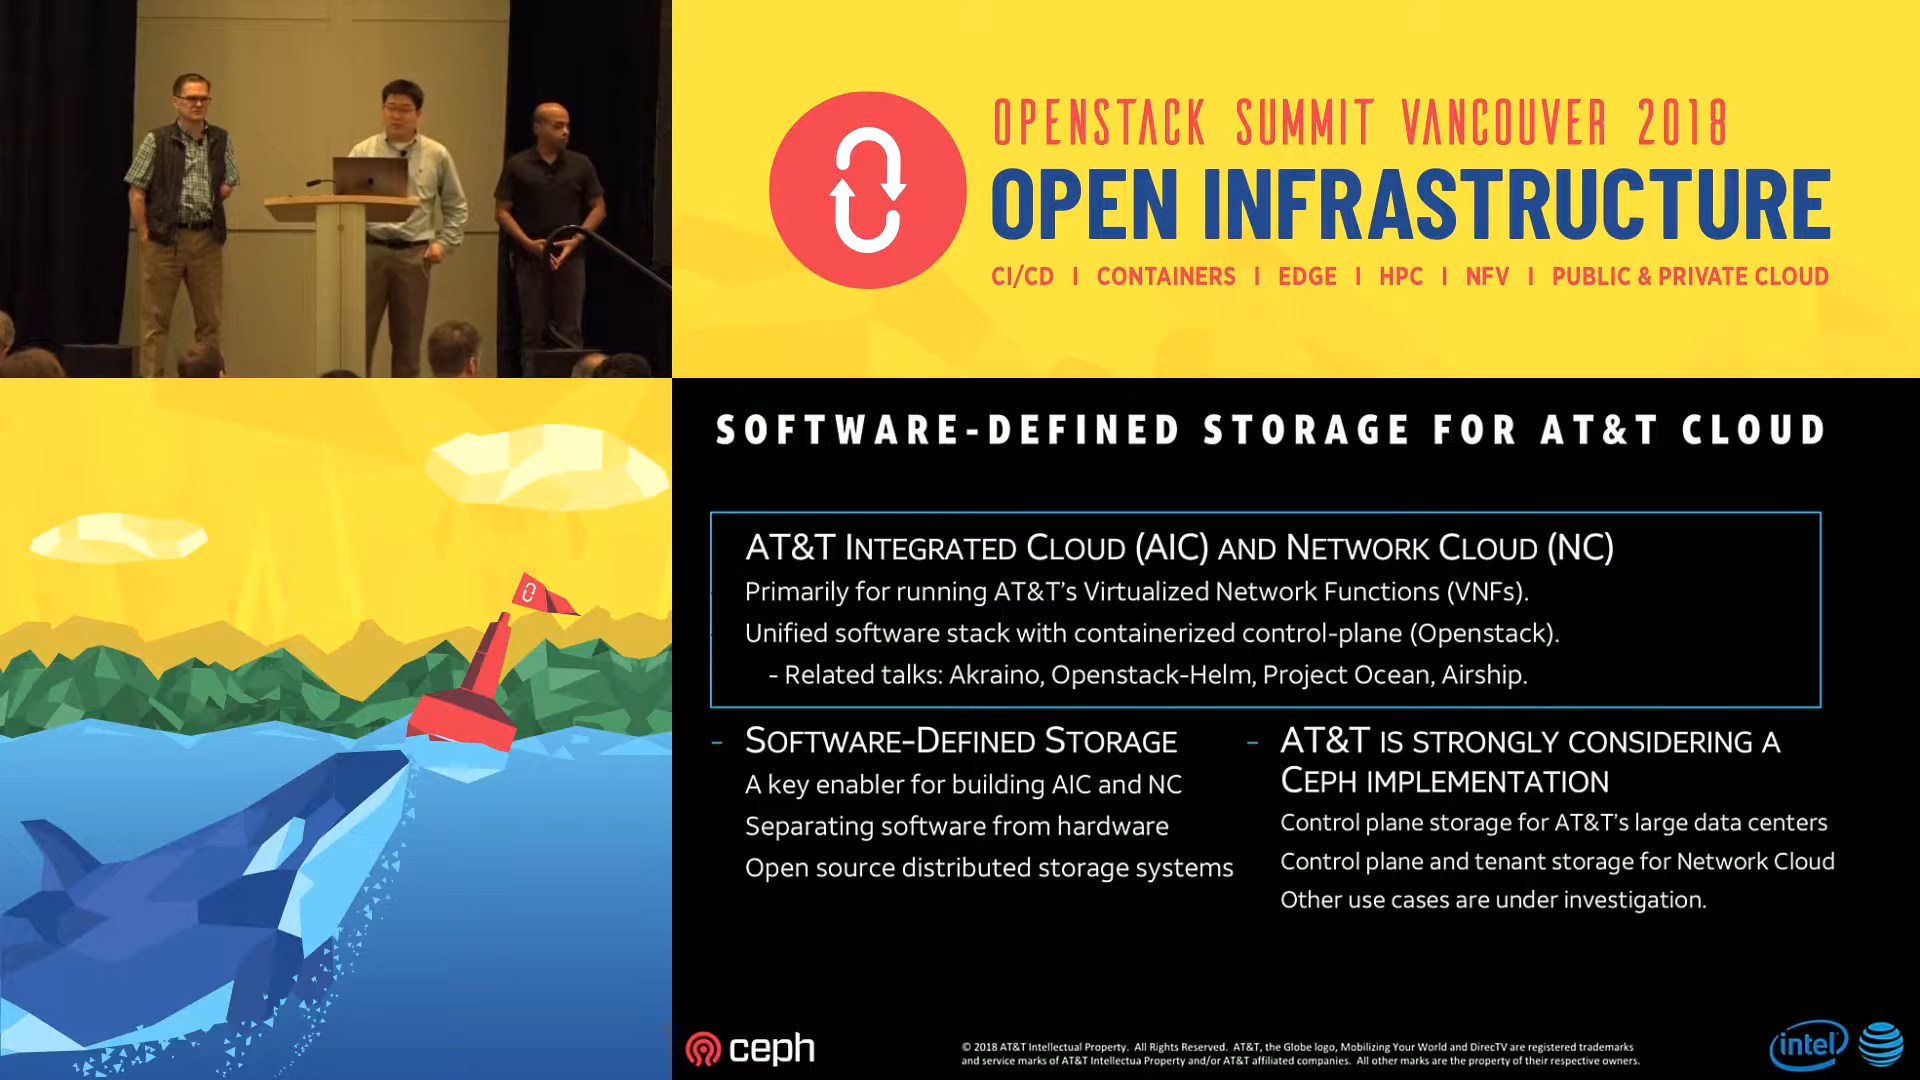 OPENSTACK SUMMIT VANCOUVER 2018
OPEN INFRASTRUCTURE
CI/CD I CONTAINERS I EDGE I HPC I NFV I PUBLIC & PRIVATE CLOUD
SOFTWARE-DEFINED STORAGE FOR AT&T CLOUD
AT&T INTEGRATED CLOUD (AIC) AND NETWORK CLOUD (NC)
Primarily for running AT&T's Virtualized Network Functions (VNFs).
Unified software stack with containerized control-plane (Openstack).
- Related talks: Akraino, Openstack-Helm, Project Ocean, Airship.
- SOFTWARE-DEFINED STORAGE
A key enabler for building AIC and NC
Separating software from hardware
Open source distributed storage systems
- AT&T IS STRONGLY CONSIDERING A
CEPH IMPLEMENTATION
Control plane storage for AT&T's large data centers
Control plane and tenant storage for Network Cloud
Other use cases are under investigation.
ceph
© 2018 AT&T Intellectual Property. All Rights Reserved. AT&T, the Globe logo, Mobilizing Your World and DirecTV are registered trademarks
and service marks of AT&T Intellectua Property and/or AT&T affiliated companies. All other marks are the property of their respective owners.
intel